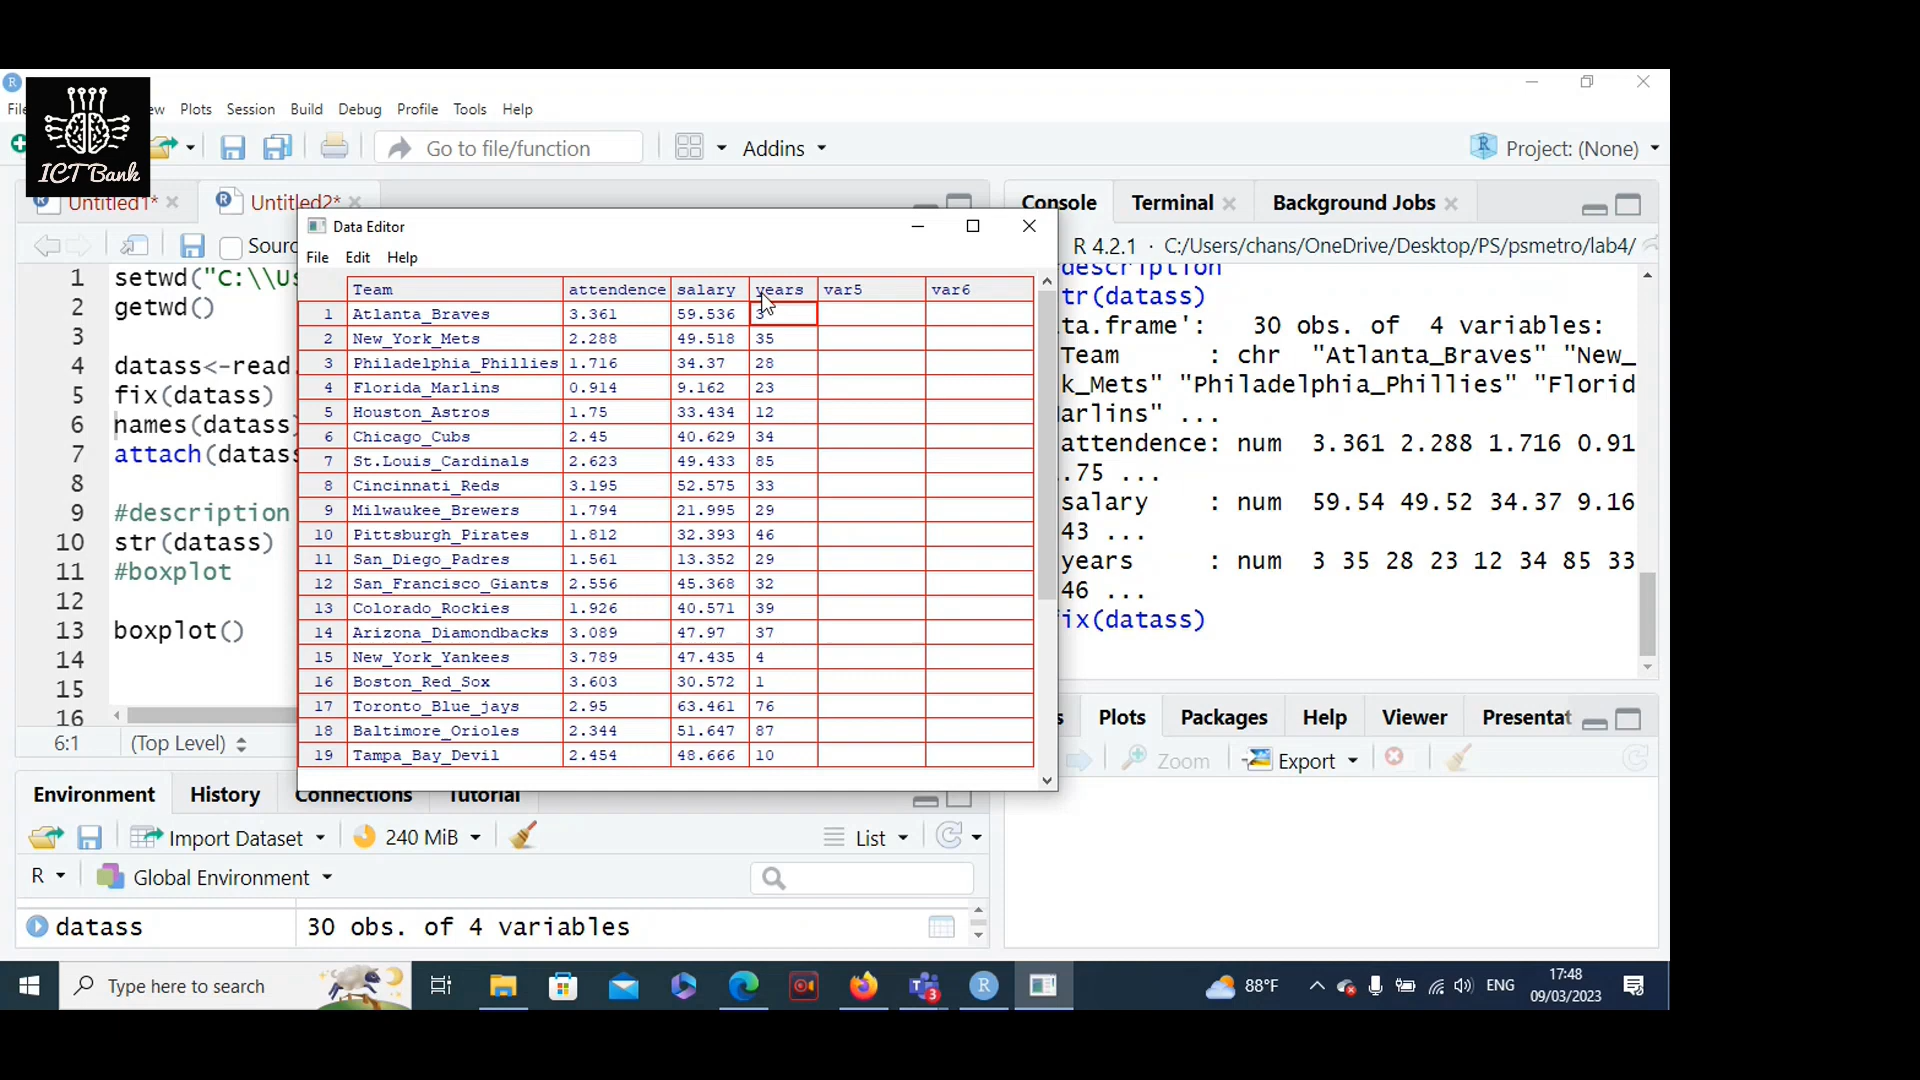 ICT Bank
Plots Session Build Debug Profile Tools Help
Go to file/function Addins Project: (None)
Untitled1* Untitled2*
Console Terminal Background Jobs
R 4.2.1 · C:/Users/chans/OneDrive/Desktop/PS/psmetro/lab4/
1 setwd("C:\\Us
2 getwd()
3
4 datass<-read
5 fix(datass)
6 names(datass)
7 attach(datass
8
9 #description
10 str(datass)
11 #boxplot
12
13 boxplot()
14
15
16
6:1 (Top Level)
Data Editor
File Edit Help
Team attendence salary years var5 var6
1 Atlanta_Braves 3.361 59.536 3
2 New_York_Mets 2.288 49.518 35
3 Philadelphia_Phillies 1.716 34.37 28
4 Florida_Marlins 0.914 9.162 23
5 Houston_Astros 1.75 33.434 12
6 Chicago_Cubs 2.45 40.629 34
7 St.Louis_Cardinals 2.623 49.433 85
8 Cincinnati_Reds 3.195 52.575 33
9 Milwaukee_Brewers 1.794 21.995 29
10 Pittsburgh_Pirates 1.812 32.393 46
11 San_Diego_Padres 1.561 13.352 29
12 San_Francisco_Giants 2.556 45.368 32
13 Colorado_Rockies 1.926 40.571 39
14 Arizona_Diamondbacks 3.089 47.97 37
15 New_York_Yankees 3.789 47.435 4
16 Boston_Red_Sox 3.603 30.572 1
17 Toronto_Blue_jays 2.95 63.461 76
18 Baltimore_Orioles 2.344 51.647 87
19 Tampa_Bay_Devil 2.454 48.666 10
description
tr(datass)
ta.frame': 30 obs. of 4 variables:
Team : chr "Atlanta_Braves" "New_
k_Mets" "Philadelphia_Phillies" "Florid
arlins" ...
attendence: num 3.361 2.288 1.716 0.91
.75 ...
salary : num 59.54 49.52 34.37 9.16
43 ...
years : num 3 35 28 23 12 34 85 33
46 ...
ix(datass)
Plots Packages Help Viewer Presentat
Zoom Export
Environment History Connections Tutorial
Import Dataset 240 MiB List
R Global Environment
datass 30 obs. of 4 variables
Type here to search 3 88°F ENG 17:48
09/03/2023